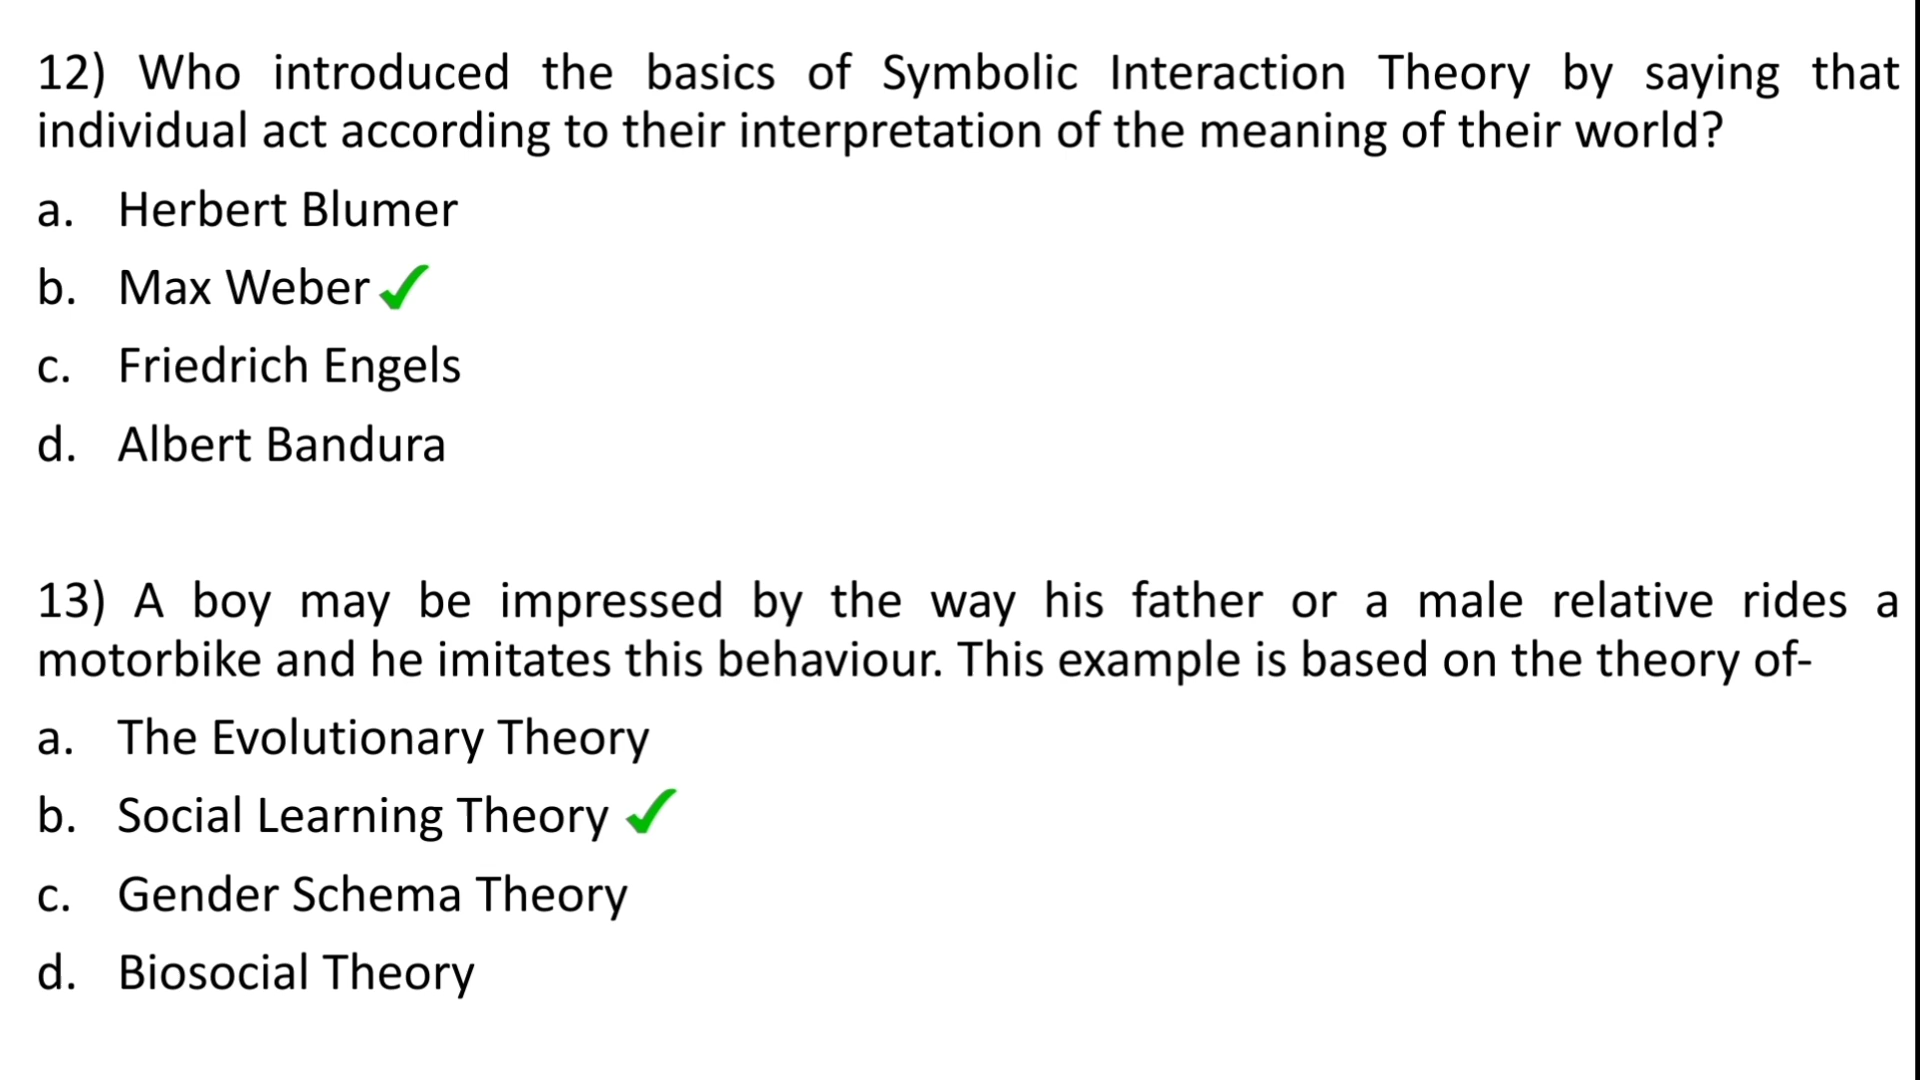 12) Who introduced the basics of Symbolic Interaction Theory by saying that
individual act according to their interpretation of the meaning of their world?
a. Herbert Blumer
b. Max Weber
c. Friedrich Engels
d. Albert Bandura
13) A boy may be impressed by the way his father or a male relative rides a
motorbike and he imitates this behaviour. This example is based on the theory of-
a. The Evolutionary Theory
b. Social Learning Theory
c. Gender Schema Theory
d. Biosocial Theory